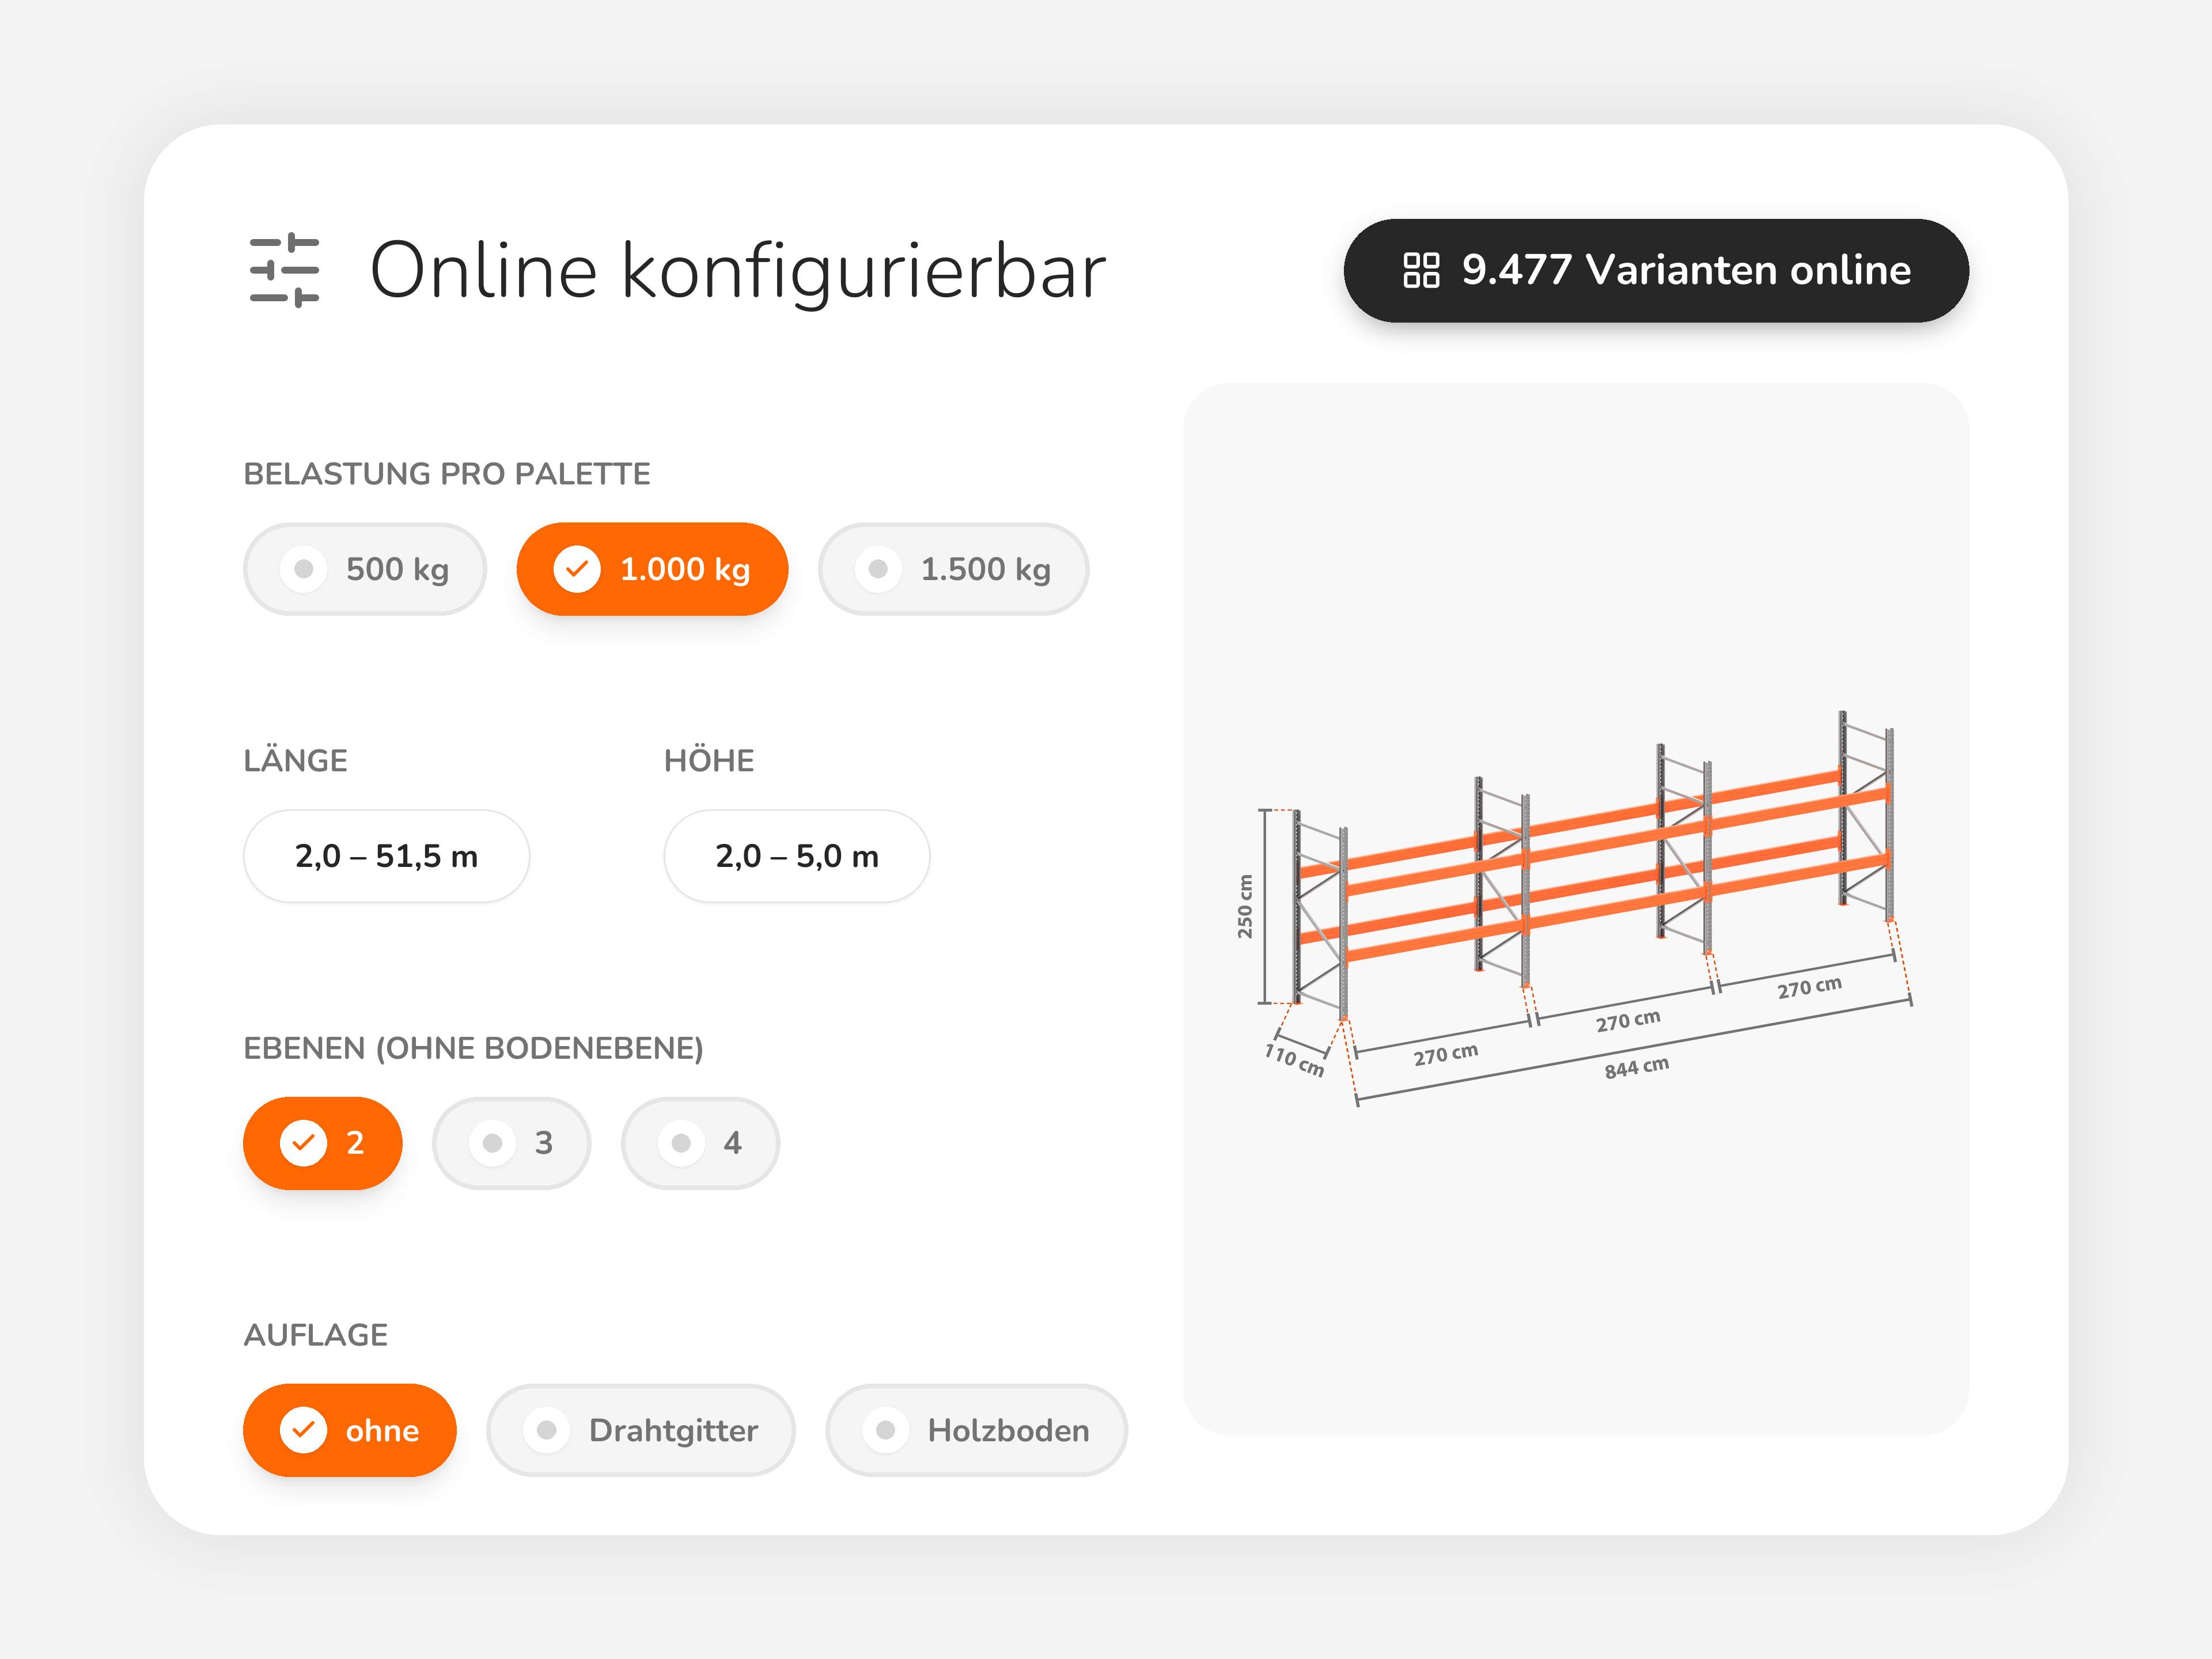 Online konfigurierbar
9.477 Varianten online
BELASTUNG PRO PALETTE
500 kg
1.000 kg
1.500 kg
LÄNGE
HÖHE
2,0 – 51,5 m
2,0 – 5,0 m
EBENEN (OHNE BODENEBENE)
2
3
4
AUFLAGE
ohne
Drahtgitter
Holzboden
250 cm
110 cm
270 cm
270 cm
270 cm
844 cm